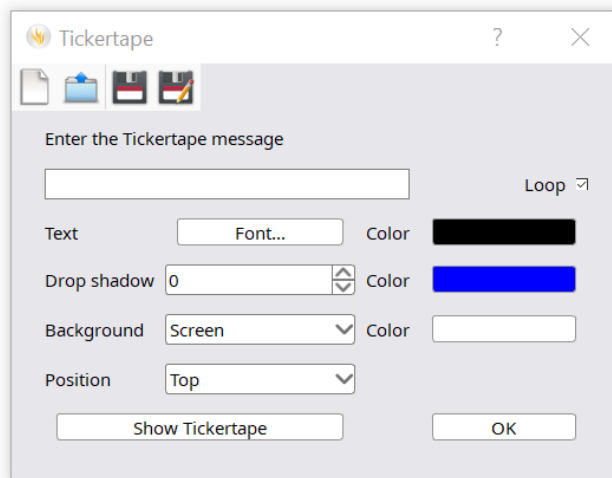 Tickertape ?
Enter the Tickertape message
Loop
Text Font... Color
Drop shadow 0 Color
Background Screen Color
Position Top
Show Tickertape OK